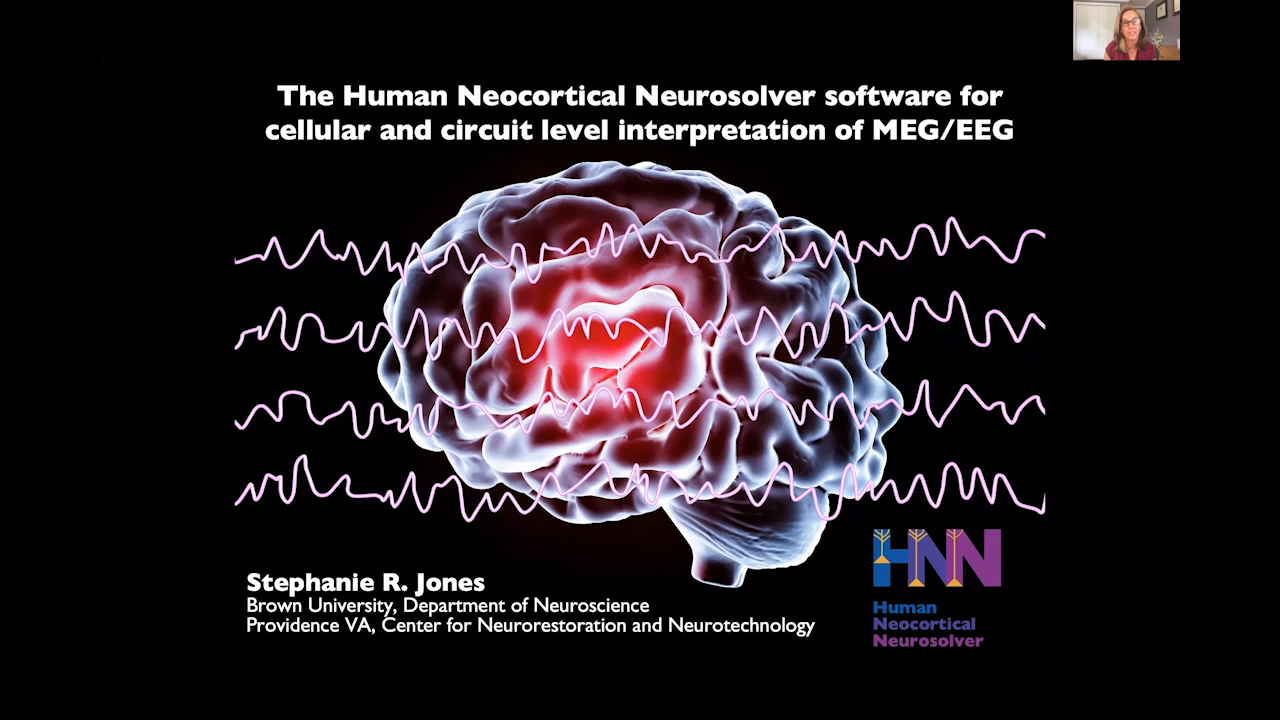 The Human Neocortical Neurosolver software for
cellular and circuit level interpretation of MEG/EEG
Stephanie R. Jones
Brown University, Department of Neuroscience
Providence VA, Center for Neurorestoration and Neurotechnology
HNN
Human
Neocortical
Neurosolver